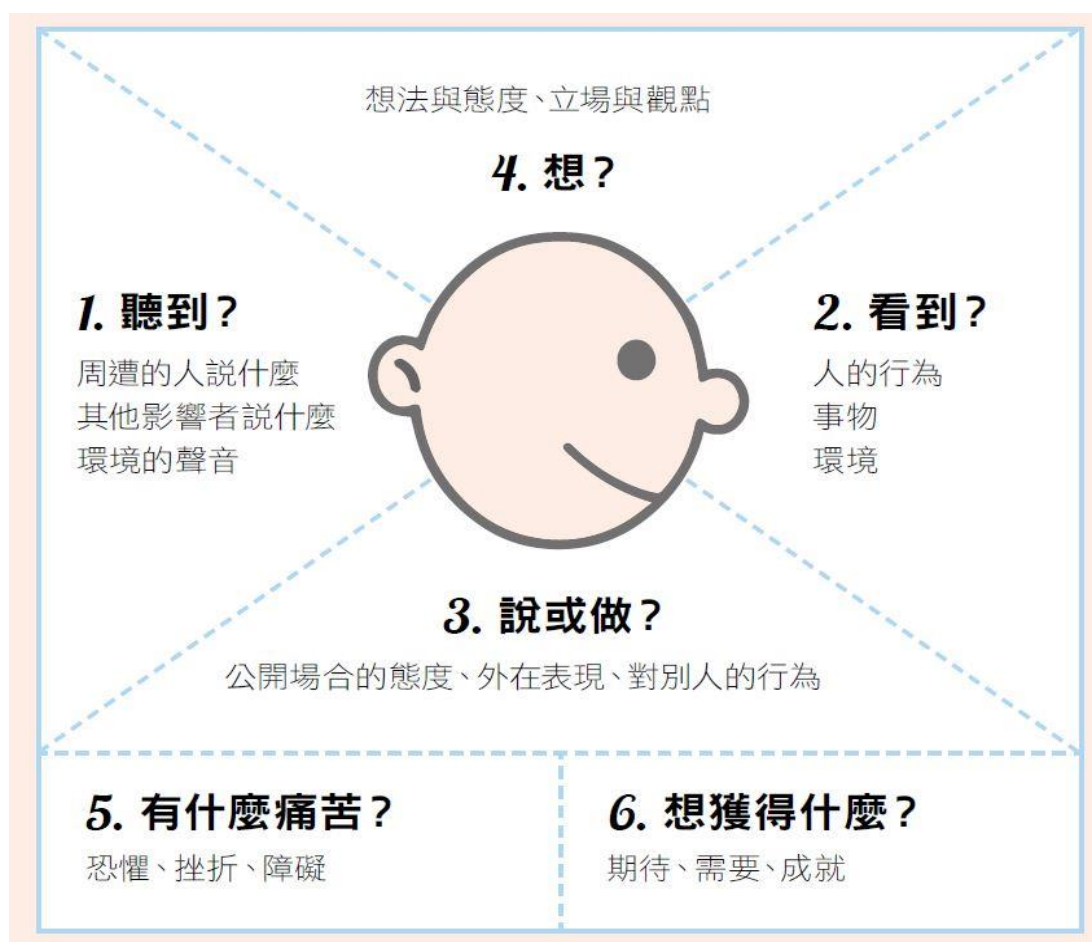 想法與態度、立場與觀點
4. 想？
1. 聽到？
周遭的人說什麼
其他影響者說什麼
環境的聲音
2. 看到？
人的行為
事物
環境
3. 說或做？
公開場合的態度、外在表現、對別人的行為
5. 有什麼痛苦？
恐懼、挫折、障礙
6. 想獲得什麼？
期待、需要、成就